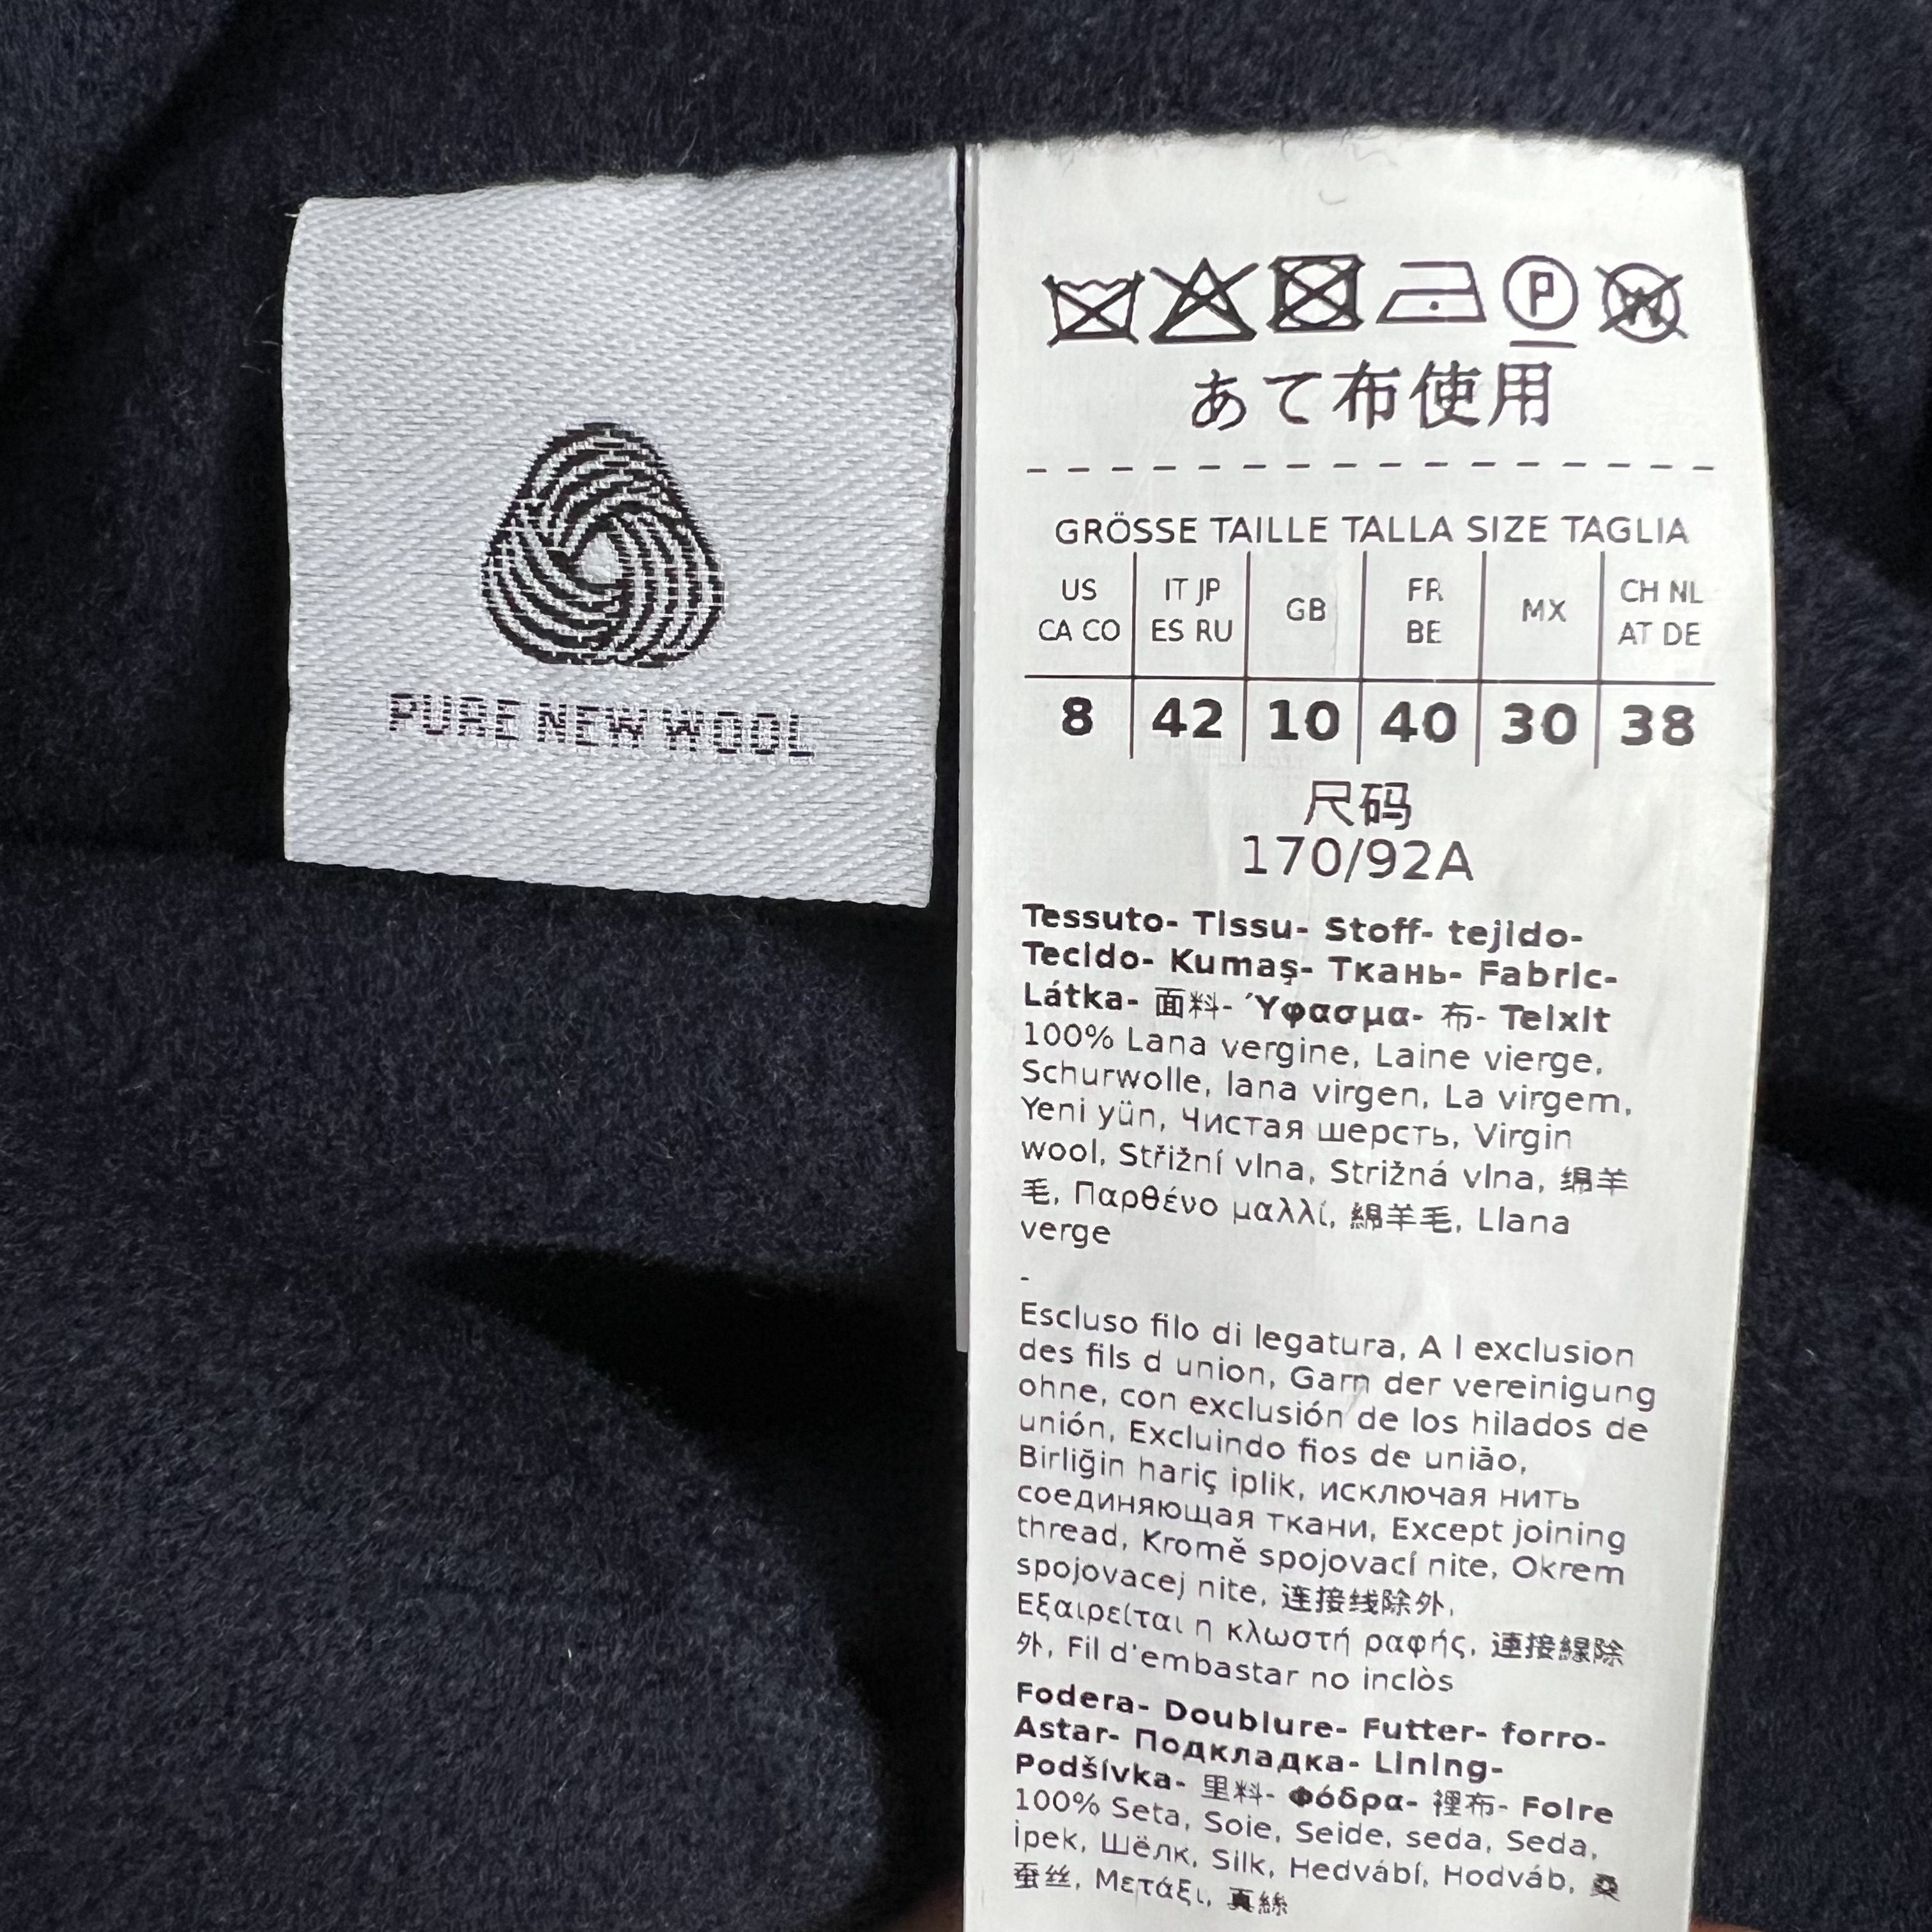 PURE NEW WOOL
P W
あて布使用
GRÖSSE TAILLE TALLA SIZE TAGLIA
US IT JP GB FR MX CH NL
CA CO ES RU BE AT DE
8 42 10 40 30 38
尺码
170/92A
Tessuto- Tissu- Stoff- tejido-
Tecido- Kumaş- Ткань- Fabric-
Látka- 面料- Ύφασμα- 布- Teixit
100% Lana vergine, Laine vierge,
Schurwolle, lana virgen, La virgem,
Yeni yün, Чистая шерсть, Virgin
wool, Střižní vlna, Strižná vlna, 绵羊
毛, Παρθένο μαλλί, 綿羊毛, Llana
verge
-
Escluso filo di legatura, A l exclusion
des fils d union, Garn der vereinigung
ohne, con exclusión de los hilados de
unión, Excluindo fios de união,
Birliğin hariç iplik, исключая нить
соединяющая ткани, Except joining
thread, Kromě spojovací nite, Okrem
spojovacej nite, 连接线除外,
Εξαιρείται η κλωστή ραφής, 連接線除
外, Fil d'embastar no inclòs
Fodera- Doublure- Futter- forro-
Astar- Подкладка- Lining-
Podšívka- 里料- Φόδρα- 裡布- Folre
100% Seta, Soie, Seide, seda, Seda,
İpek, Шёлк, Silk, Hedvábí, Hodváb, 桑
蚕丝, Μετάξι, 真絲